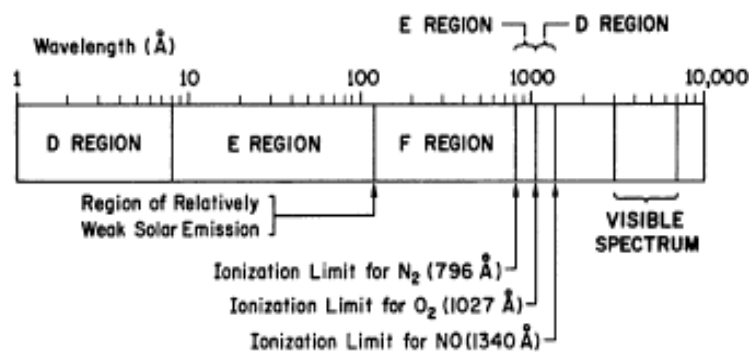 E REGION D REGION
Wavelength (Å)
1 10 100 1000 10,000
D REGION E REGION F REGION
Region of Relatively
Weak Solar Emission
VISIBLE
SPECTRUM
Ionization Limit for N₂ (796 Å)
Ionization Limit for O₂ (1027 Å)
Ionization Limit for NO (1340 Å)